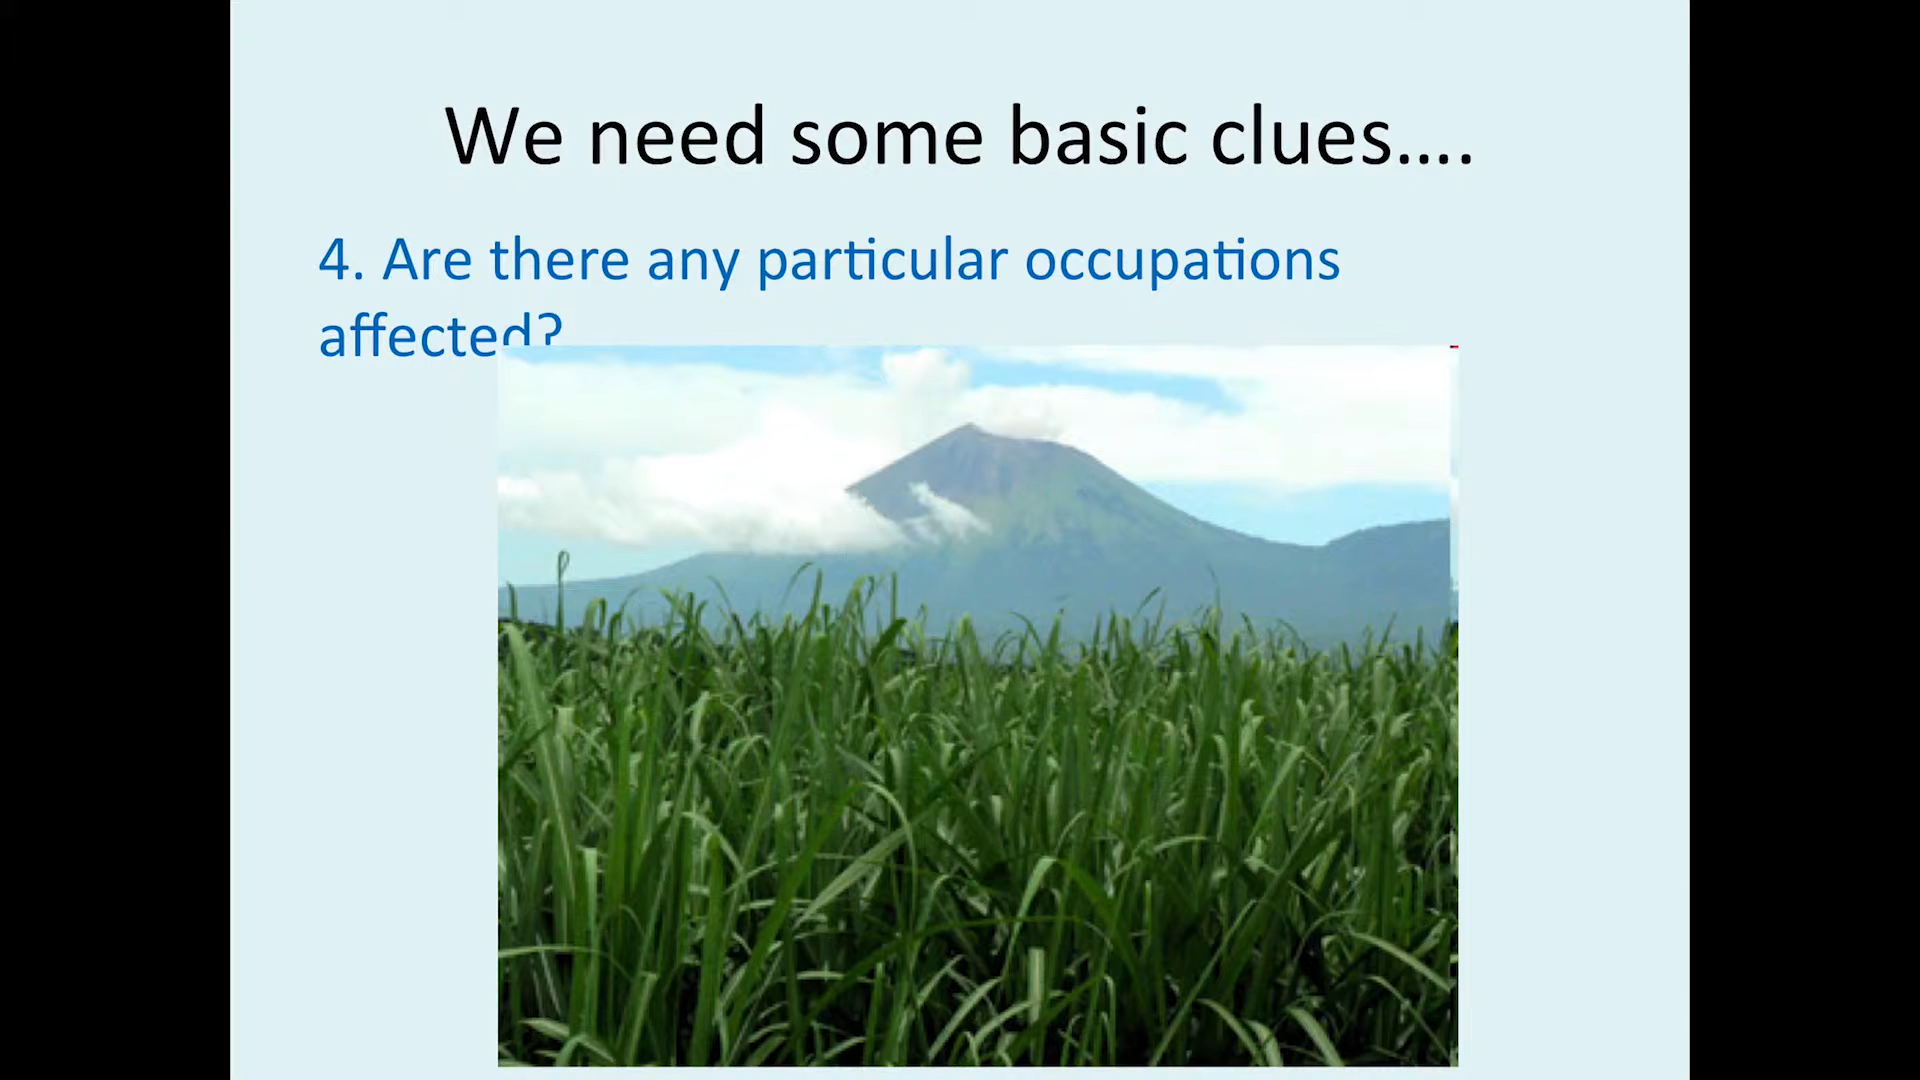 We need some basic clues....
4. Are there any particular occupations
affected?